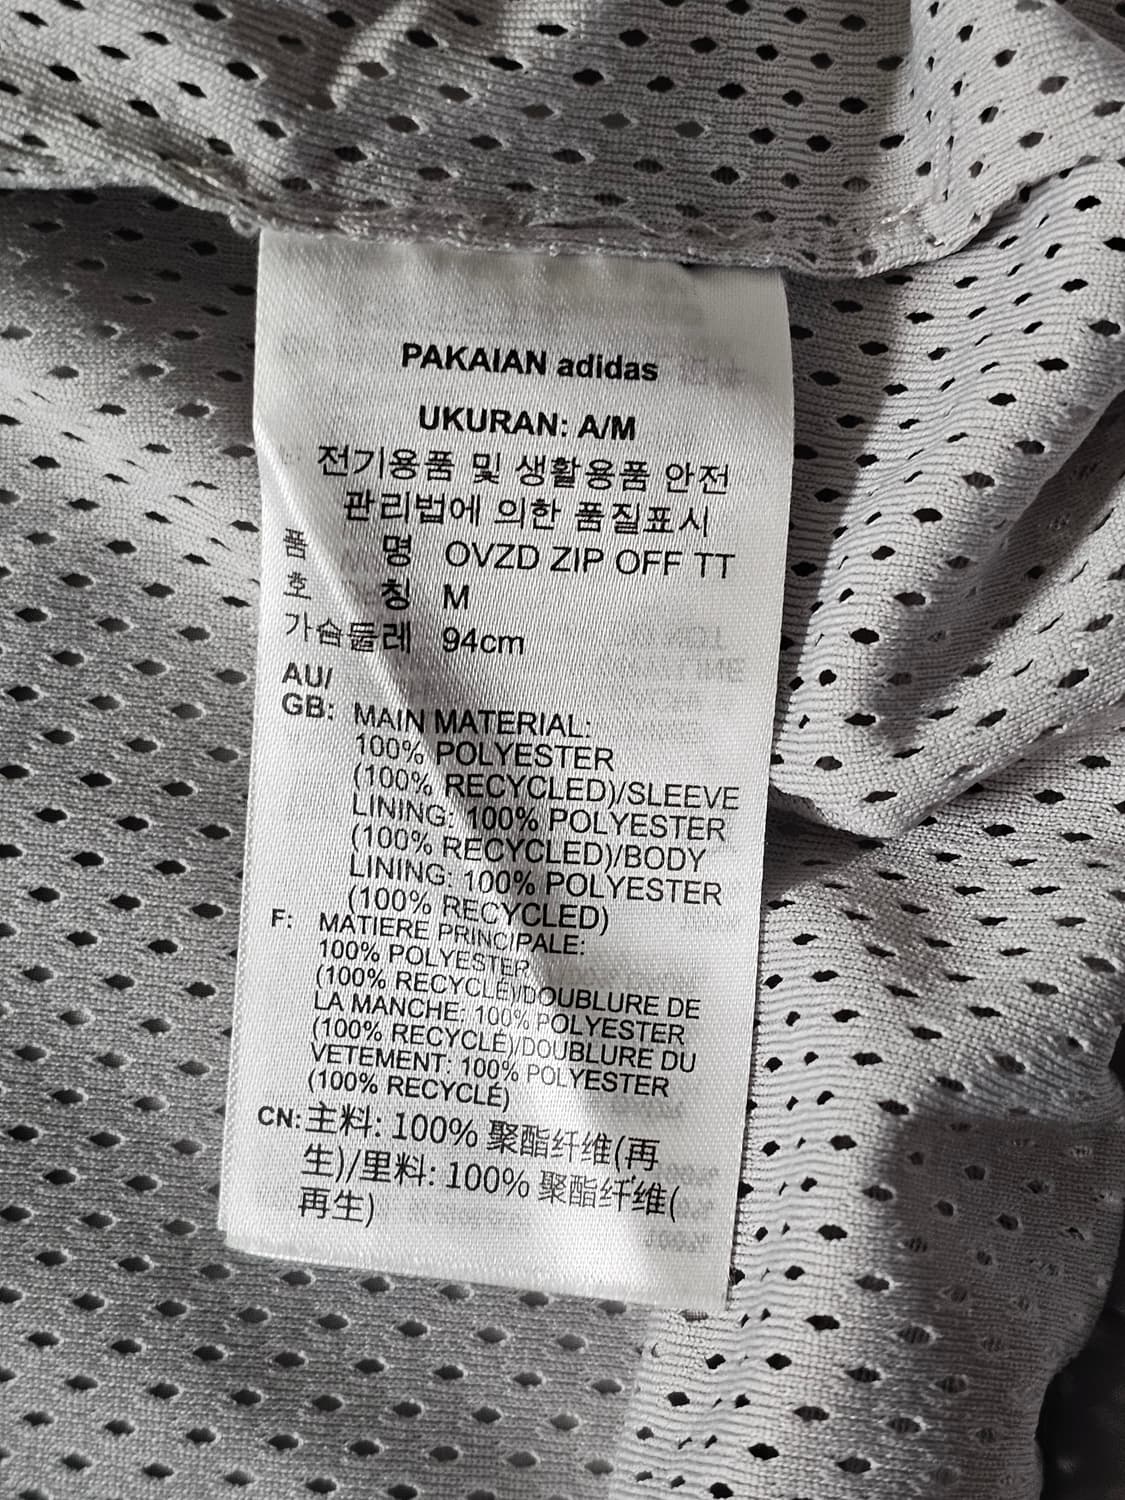 PAKAIAN adidas
UKURAN: A/M
전기용품 및 생활용품 안전
관리법에 의한 품질표시
품 명 OVZD ZIP OFF TT
호 칭 M
가슴둘레 94cm
AU/
GB: MAIN MATERIAL:
100% POLYESTER
(100% RECYCLED)/SLEEVE
LINING: 100% POLYESTER
(100% RECYCLED)/BODY
LINING: 100% POLYESTER
(100% RECYCLED)
F: MATIERE PRINCIPALE:
100% POLYESTER
(100% RECYCLÉ)/DOUBLURE DE
LA MANCHE: 100% POLYESTER
(100% RECYCLÉ)/DOUBLURE DU
VETEMENT: 100% POLYESTER
(100% RECYCLÉ)
CN: 主料: 100% 聚酯纤维(再
生)/里料: 100% 聚酯纤维(
再生)